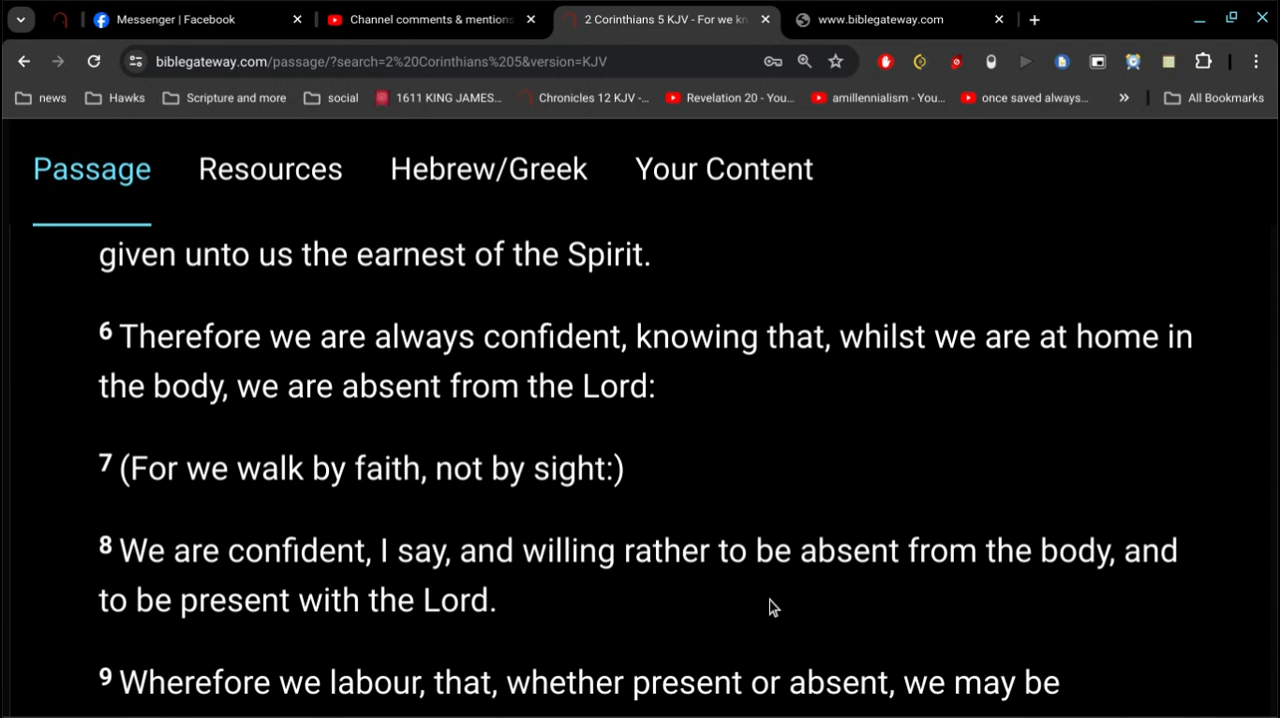 Messenger | Facebook
Channel comments & mentions
2 Corinthians 5 KJV - For we kn
www.biblegateway.com
biblegateway.com/passage/?search=2%20Corinthians%205&version=KJV
news
Hawks
Scripture and more
social
1611 KING JAMES...
Chronicles 12 KJV -...
Revelation 20 - You...
amillennialism - You...
once saved always...
All Bookmarks
Passage
Resources
Hebrew/Greek
Your Content
given unto us the earnest of the Spirit.
6 Therefore we are always confident, knowing that, whilst we are at home in
the body, we are absent from the Lord:
7 (For we walk by faith, not by sight:)
8 We are confident, I say, and willing rather to be absent from the body, and
to be present with the Lord.
9 Wherefore we labour, that, whether present or absent, we may be